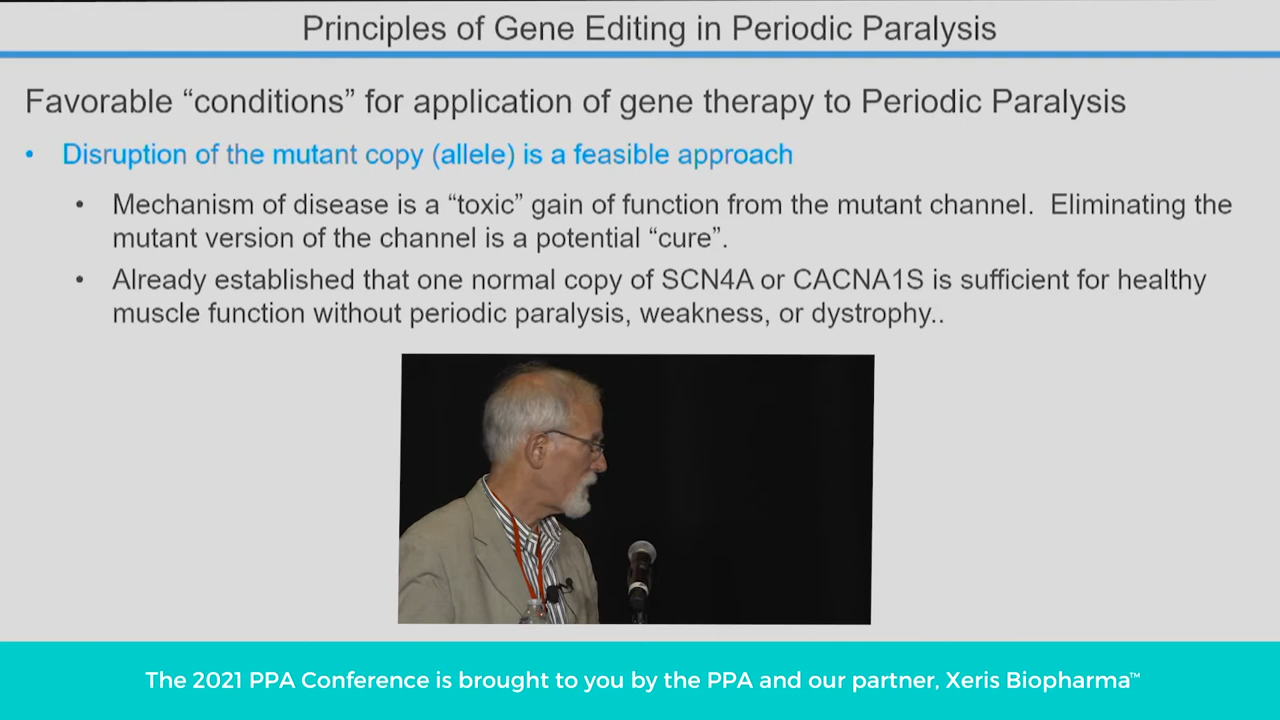 Principles of Gene Editing in Periodic Paralysis
Favorable “conditions” for application of gene therapy to Periodic Paralysis
• Disruption of the mutant copy (allele) is a feasible approach
• Mechanism of disease is a “toxic” gain of function from the mutant channel.  Eliminating the
mutant version of the channel is a potential “cure”.
• Already established that one normal copy of SCN4A or CACNA1S is sufficient for healthy
muscle function without periodic paralysis, weakness, or dystrophy..
The 2021 PPA Conference is brought to you by the PPA and our partner, Xeris Biopharma™